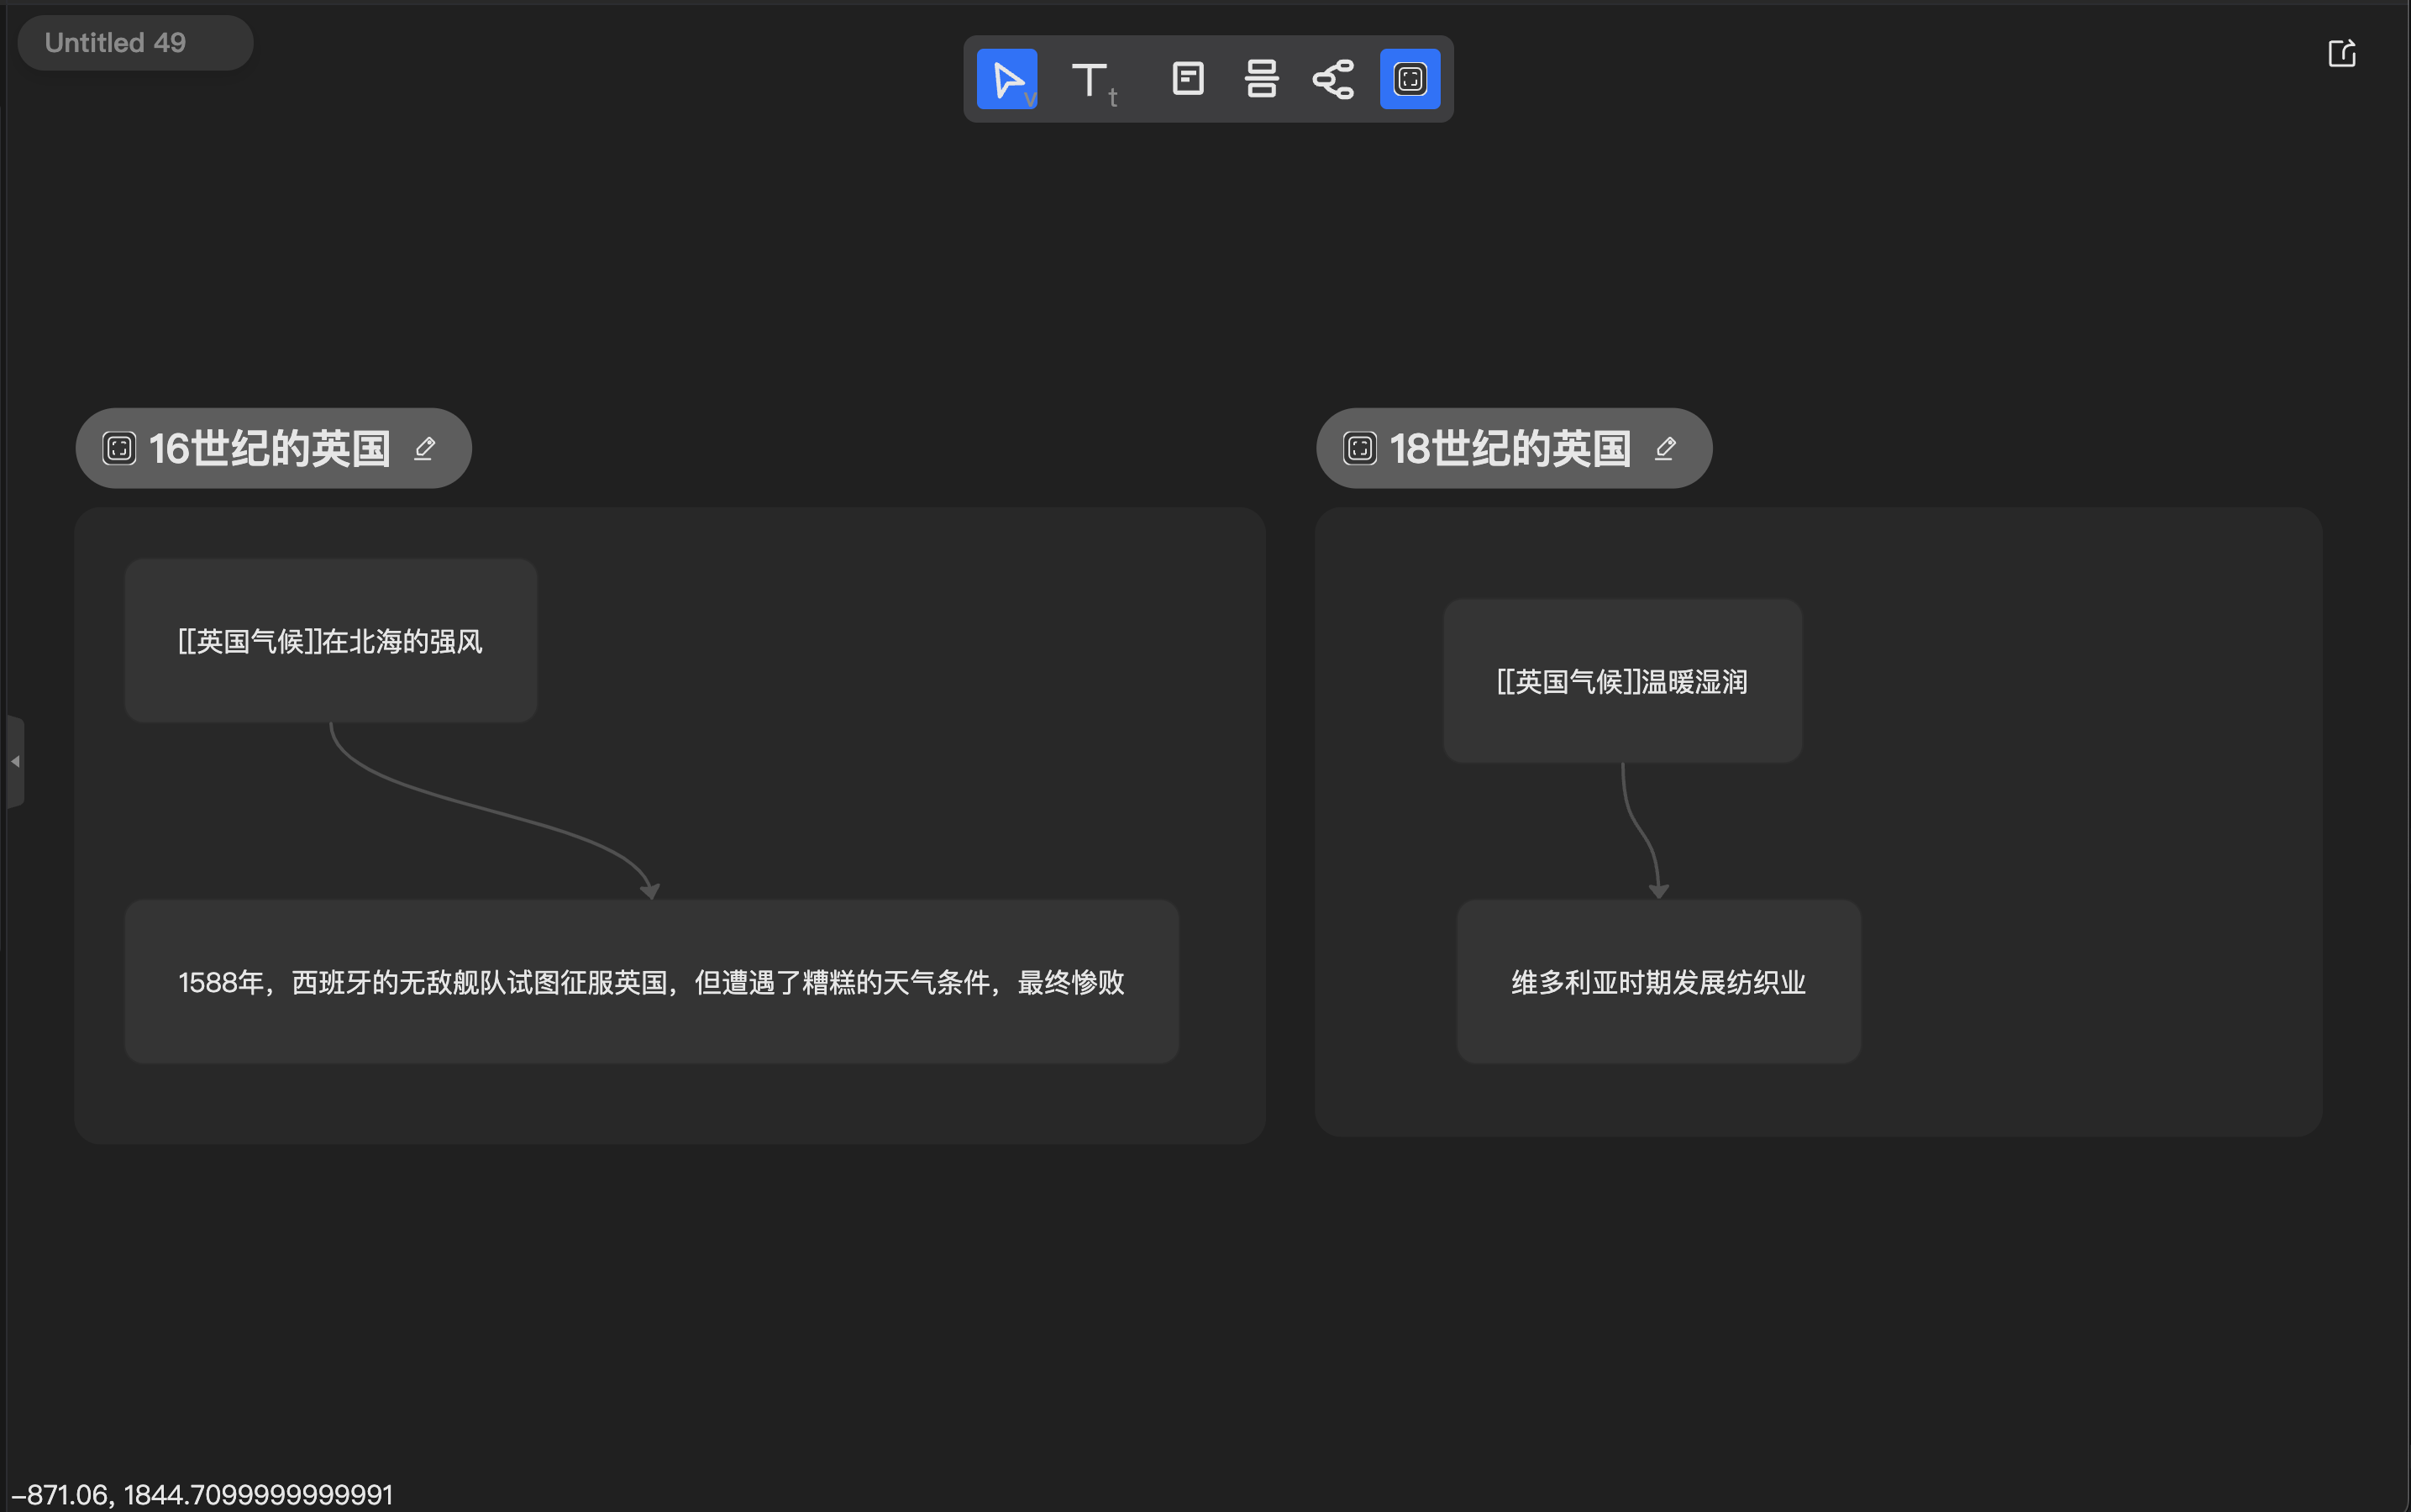 Untitled 49
v
t
16世纪的英国
[[英国气候]]在北海的强风
1588年，西班牙的无敌舰队试图征服英国，但遭遇了糟糕的天气条件，最终惨败
18世纪的英国
[[英国气候]]温暖湿润
维多利亚时期发展纺织业
-871.06, 1844.7099999999991